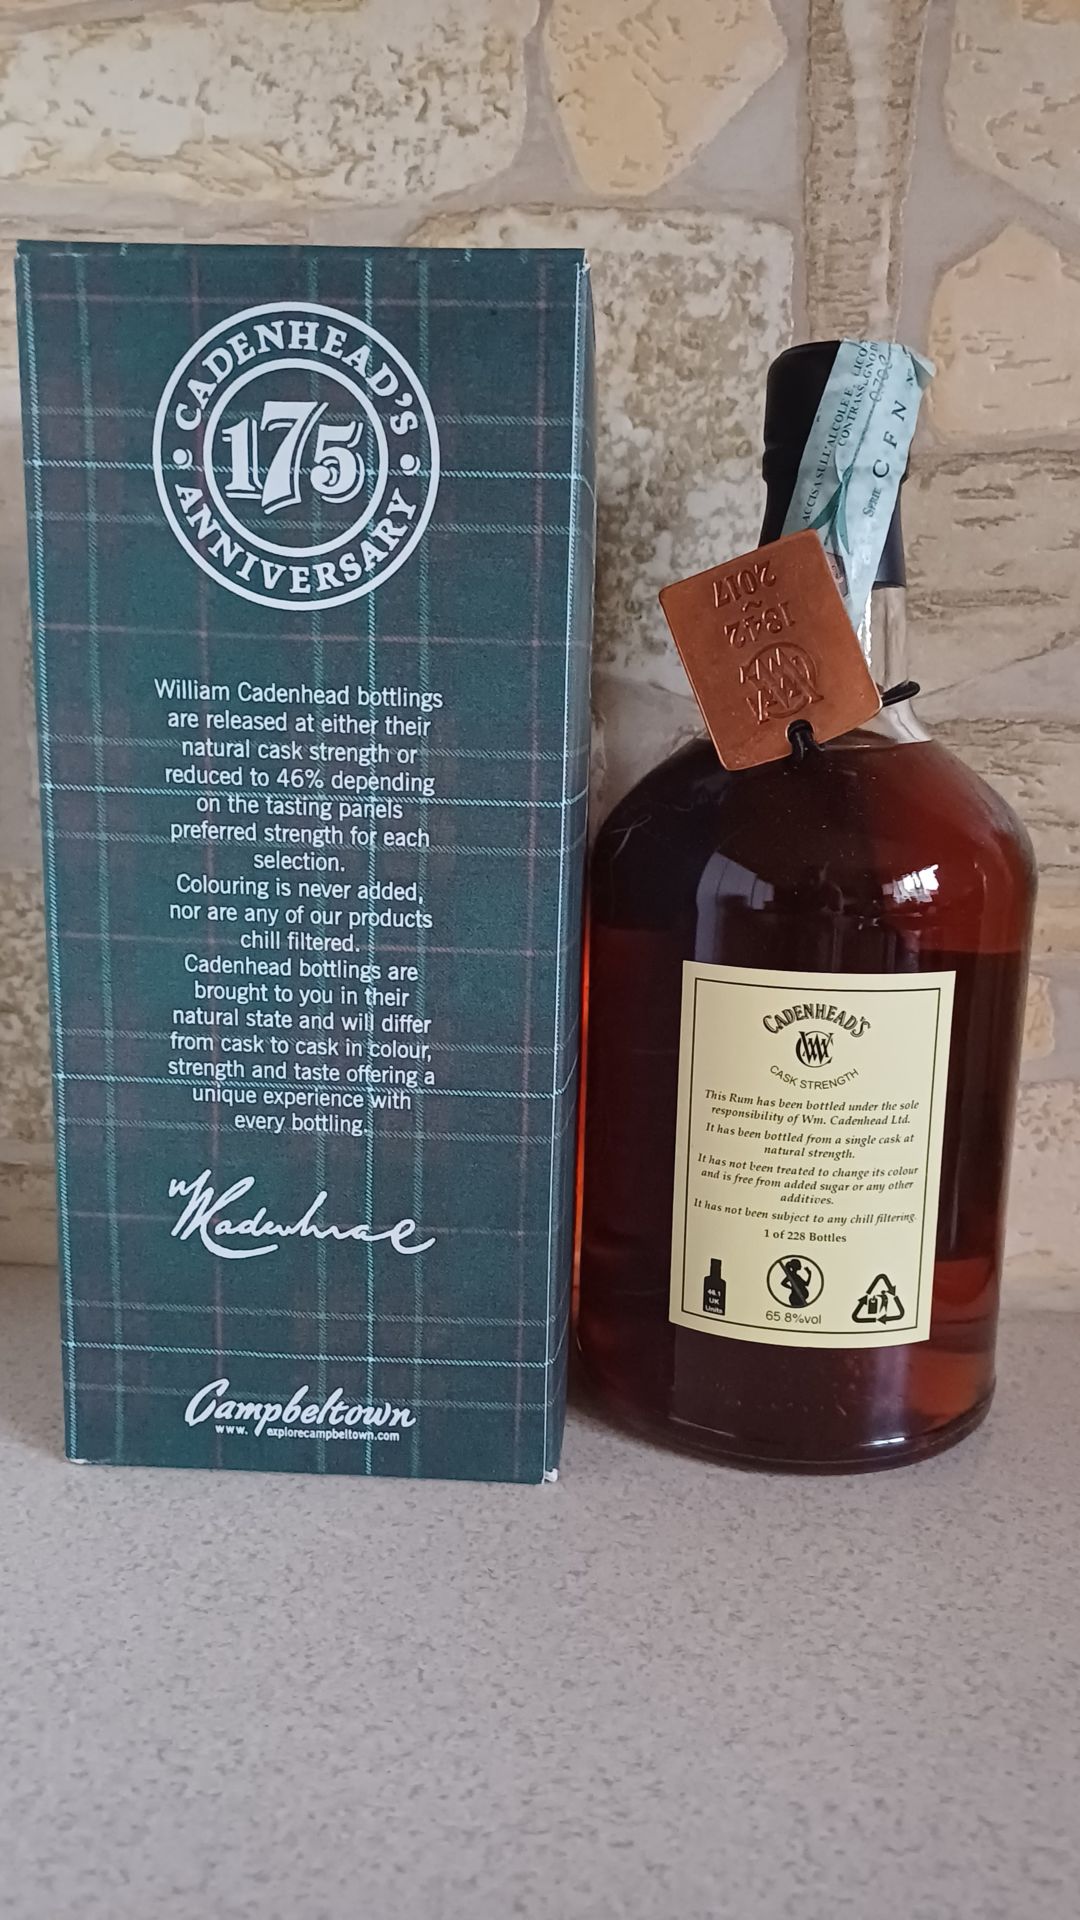 CADENHEAD'S
175
ANNIVERSARY
William Cadenhead bottlings
are released at either their
natural cask strength or
reduced to 46% depending
on the tasting panels
preferred strength for each
selection.
Colouring is never added,
nor are any of our products
chill filtered.
Cadenhead bottlings are
brought to you in their
natural state and will differ
from cask to cask in colour,
strength and taste offering a
unique experience with
every bottling.
Wm Cadenhead
Campbeltown
www. explorecampbeltown.com
ACCISA SULL'ALCOLE E
CONTRASSEGNO
SERIE C F N N°
1842
~
2017
CADENHEAD'S
CASK STRENGTH
This Rum has been bottled under the sole
responsibility of Wm. Cadenhead Ltd.
It has been bottled from a single cask at
natural strength.
It has not been treated to change its colour
and is free from added sugar or any other
additives.
It has not been subject to any chill filtering.
1 of 228 Bottles
46.1
UK
Units
65.8%vol